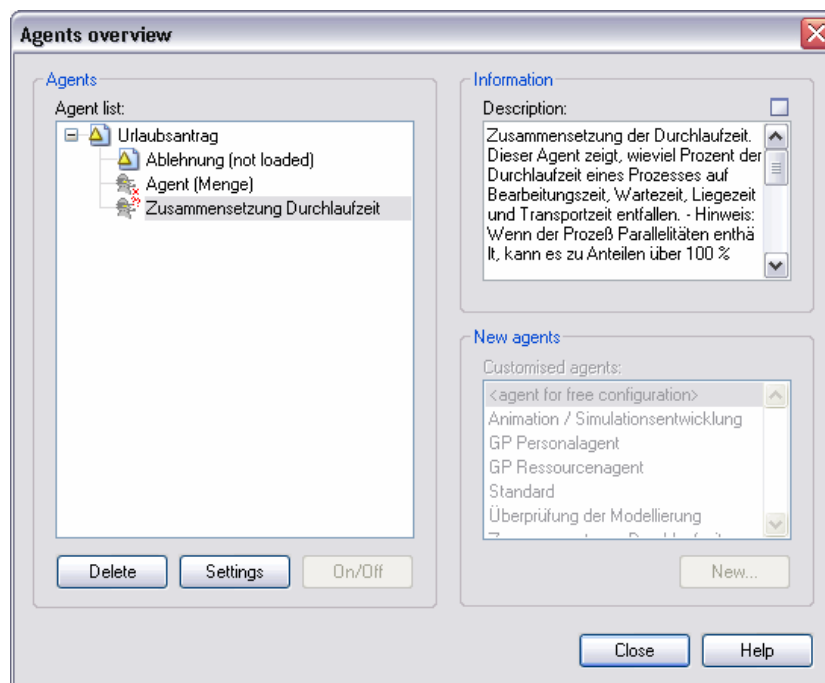 Agents overview
Agents
Agent list:
Urlaubsantrag
Ablehnung (not loaded)
Agent (Menge)
Zusammensetzung Durchlaufzeit
Delete
Settings
On/Off
Information
Description:
Zusammensetzung der Durchlaufzeit.
Dieser Agent zeigt, wieviel Prozent der
Durchlaufzeit eines Prozesses auf
Bearbeitungszeit, Wartezeit, Liegezeit
und Transportzeit entfallen. - Hinweis:
Wenn der Prozeß Parallelitäten enthä
lt, kann es zu Anteilen über 100 %
New agents
Customised agents:
<agent for free configuration>
Animation / Simulationsentwicklung
GP Personalagent
GP Ressourcenagent
Standard
Überprüfung der Modellierung
New...
Close
Help